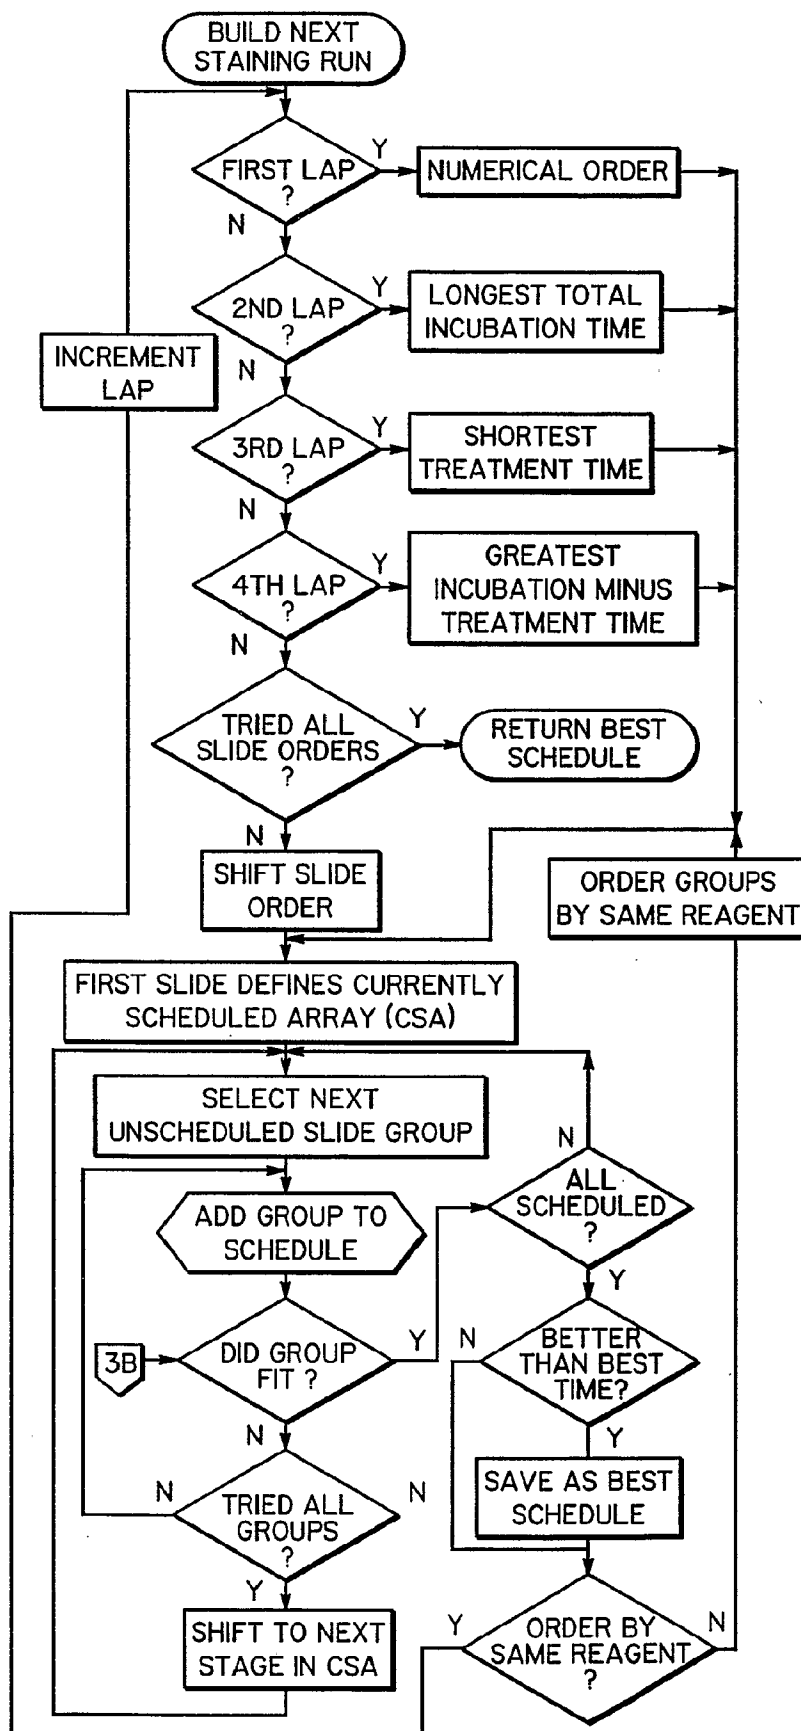 BUILD NEXT
STAINING RUN
FIRST LAP
?
Y
NUMERICAL ORDER
N
2ND LAP
?
Y
LONGEST TOTAL
INCUBATION TIME
INCREMENT
LAP
N
3RD LAP
?
Y
SHORTEST
TREATMENT TIME
N
4TH LAP
?
Y
GREATEST
INCUBATION MINUS
TREATMENT TIME
N
TRIED ALL
SLIDE ORDERS
?
Y
RETURN BEST
SCHEDULE
N
SHIFT SLIDE
ORDER
ORDER GROUPS
BY SAME REAGENT
FIRST SLIDE DEFINES CURRENTLY
SCHEDULED ARRAY (CSA)
SELECT NEXT
UNSCHEDULED SLIDE GROUP
N
ADD GROUP TO
SCHEDULE
ALL
SCHEDULED
?
Y
3B
DID GROUP
FIT ?
Y
N
BETTER
THAN BEST
TIME?
N
Y
N
TRIED ALL
GROUPS
?
N
SAVE AS BEST
SCHEDULE
Y
SHIFT TO NEXT
STAGE IN CSA
Y
ORDER BY
SAME REAGENT
?
N